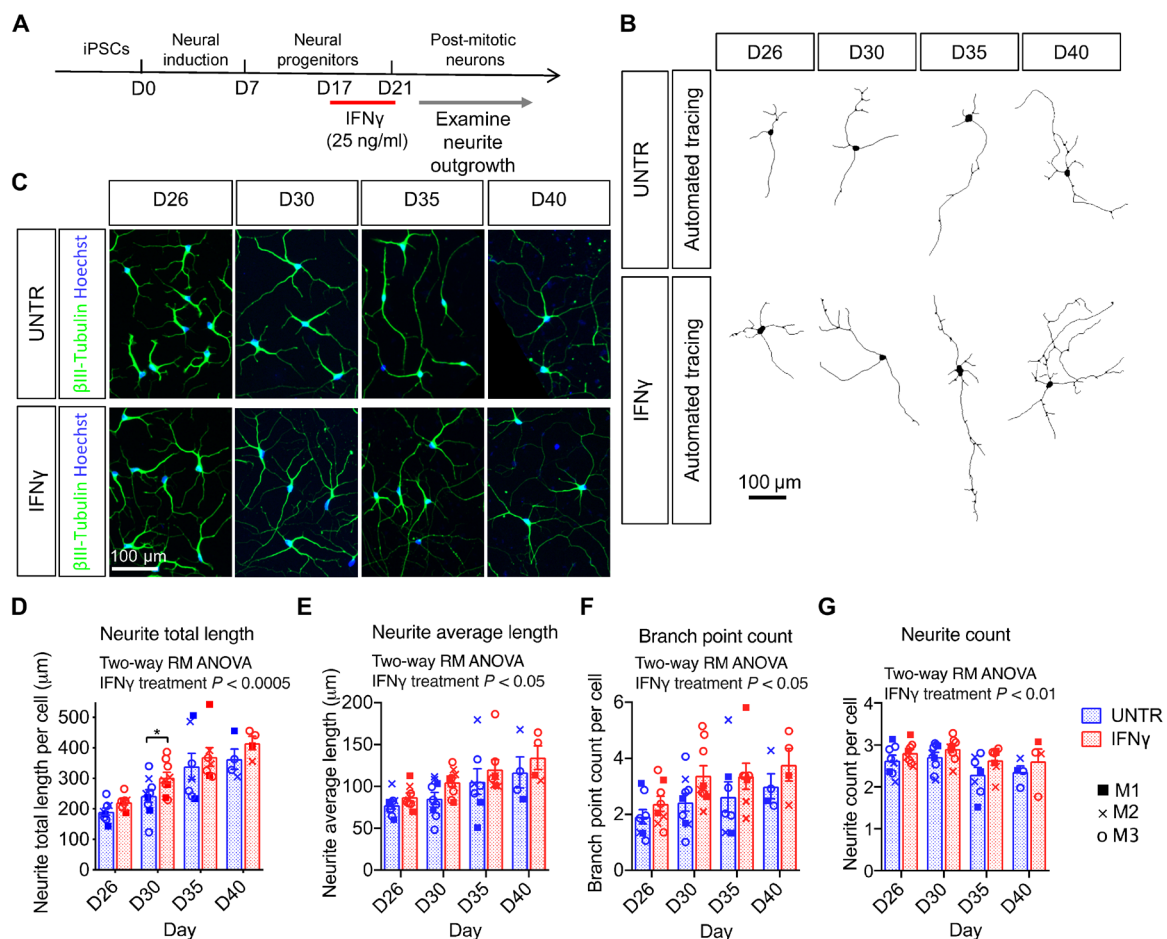 A
iPSCs
Neural
induction
Neural
progenitors
Post-mitotic
neurons
D0
D7
D17
D21
IFNγ
(25 ng/ml)
Examine
neurite
outgrowth
B
D26
D30
D35
D40
UNTR
Automated tracing
IFNγ
Automated tracing
100 μm
C
D26
D30
D35
D40
UNTR
βIII-Tubulin Hoechst
IFNγ
βIII-Tubulin Hoechst
100 μm
D
Neurite total length
Two-way RM ANOVA
IFNγ treatment P < 0.0005
Neurite total length per cell (μm)
500
400
300
200
100
0
*
D26
D30
D35
D40
Day
E
Neurite average length
Two-way RM ANOVA
IFNγ treatment P < 0.05
Neurite average length (μm)
200
150
100
50
0
D26
D30
D35
D40
Day
F
Branch point count
Two-way RM ANOVA
IFNγ treatment P < 0.05
Branch point count per cell
6
4
2
0
D26
D30
D35
D40
Day
G
Neurite count
Two-way RM ANOVA
IFNγ treatment P < 0.01
Neurite count per cell
4
3
2
1
0
D26
D30
D35
D40
Day
UNTR
IFNγ
M1
M2
M3